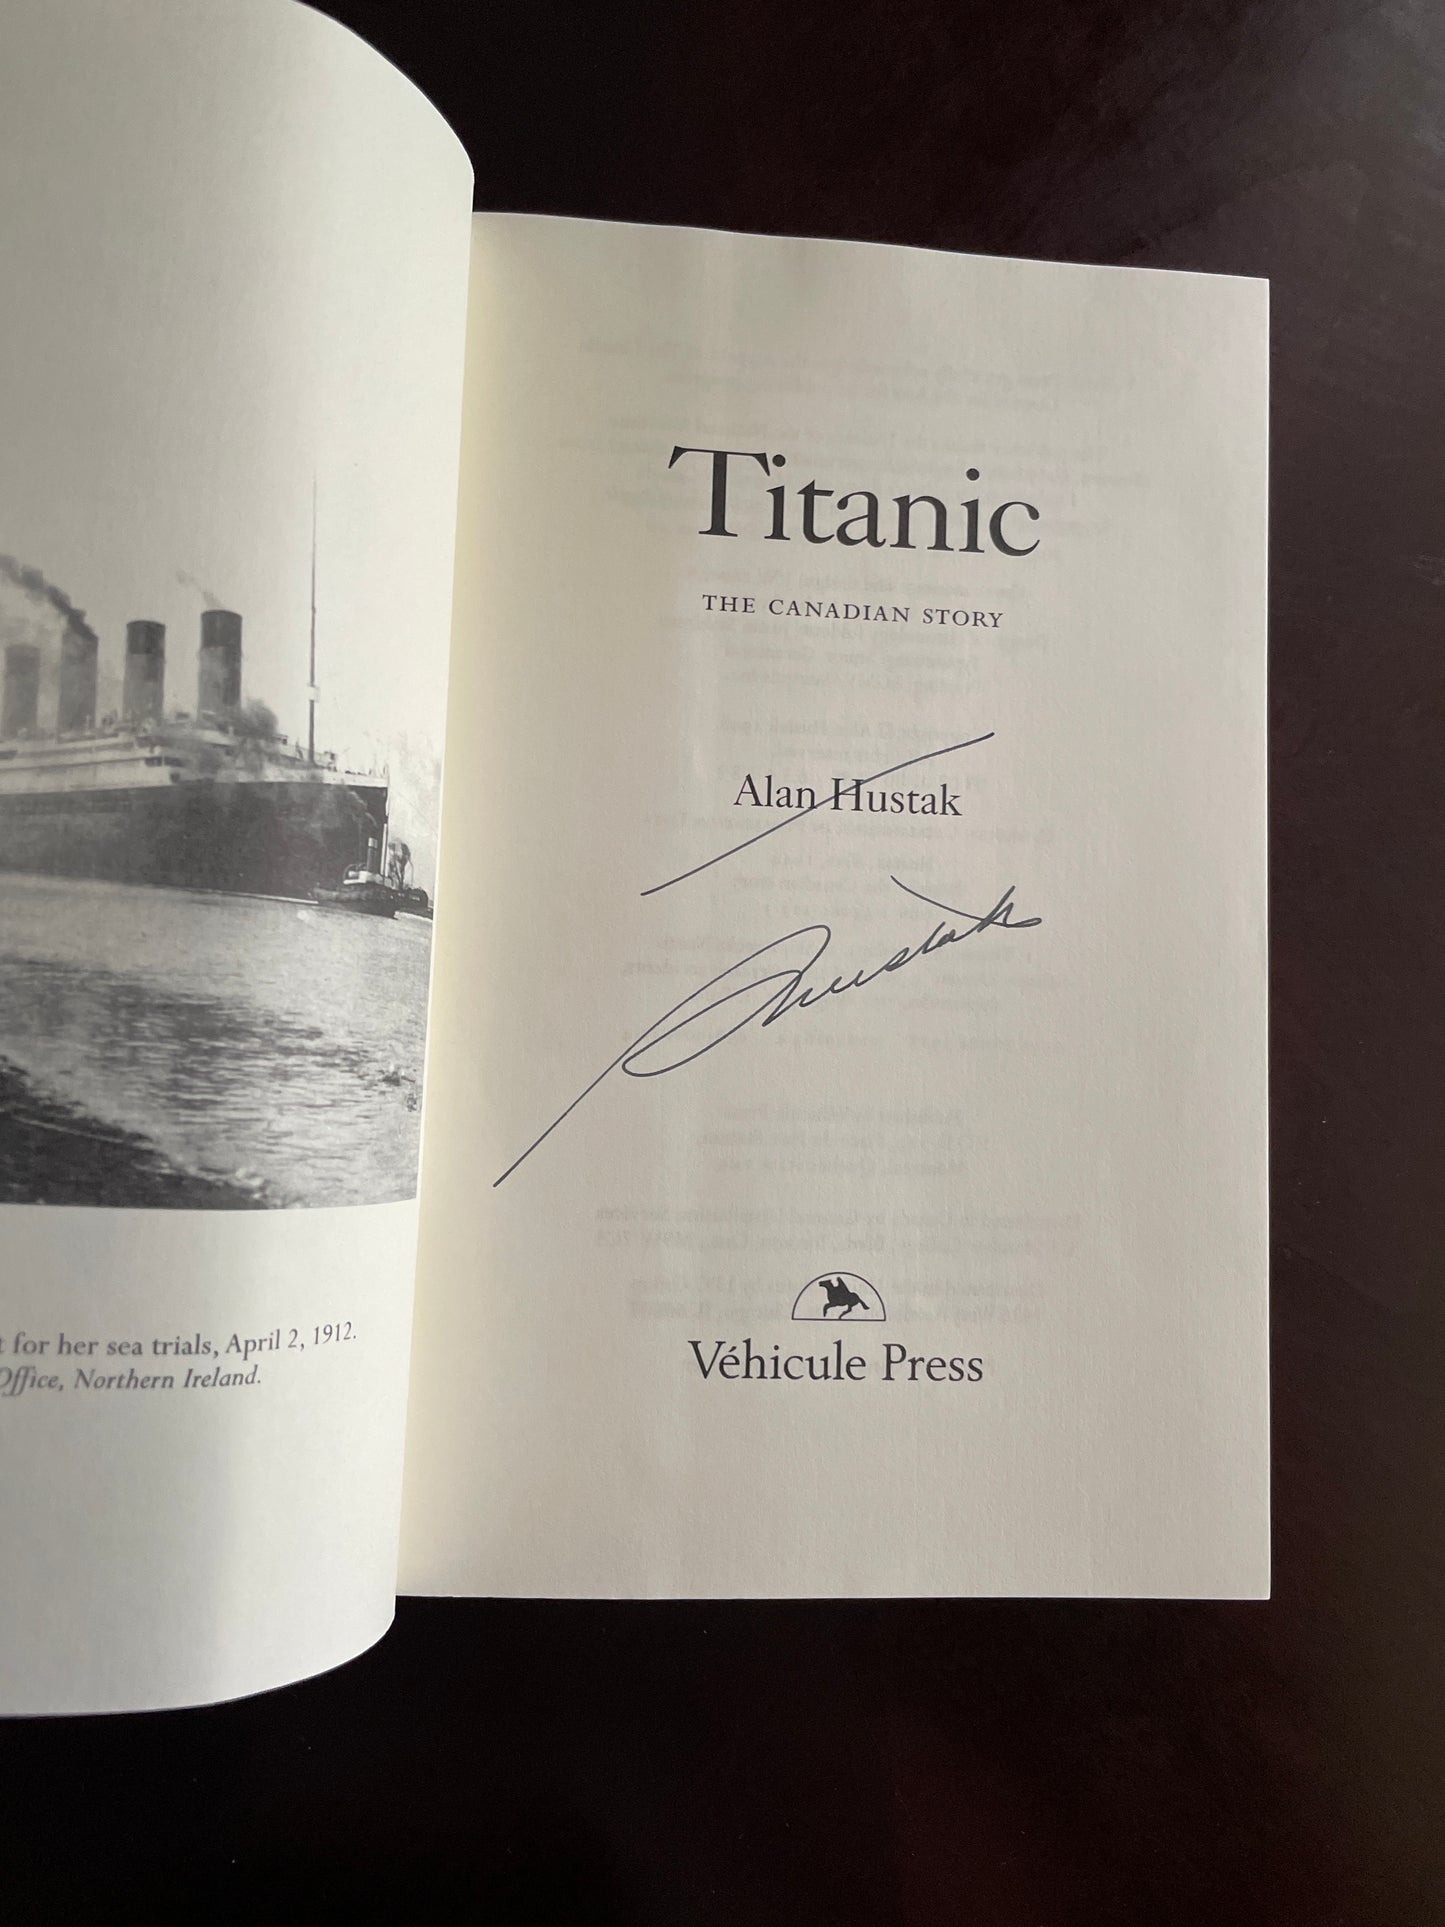 t for her sea trials, April 2, 1912.
Office, Northern Ireland.
Titanic
THE CANADIAN STORY
Alan Hustak
Hustak
Véhicule Press